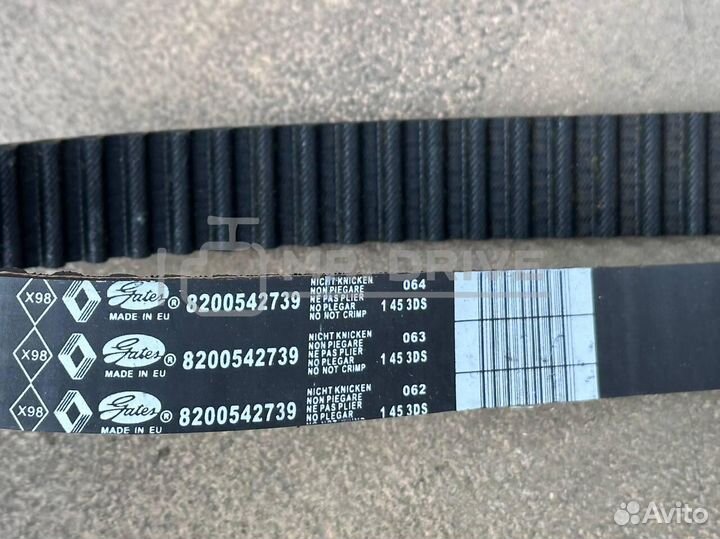 MR DRIVE
X98 Gates® 8200542739 NICHT KNICKEN 064
MADE IN EU NON PIEGARE
NE PAS PLIER
NO PLEGAR 1 45 3DS
NO NOT CRIMP
X98 Gates® 8200542739 NICHT KNICKEN 063
MADE IN EU NON PIEGARE
NE PAS PLIER
NO PLEGAR 1 45 3DS
NO NOT CRIMP
X98 Gates® 8200542739 NICHT KNICKEN 062
MADE IN EU NON PIEGARE
NE PAS PLIER
NO PLEGAR 1 45 3DS
NO NOT CRIMP
Avito